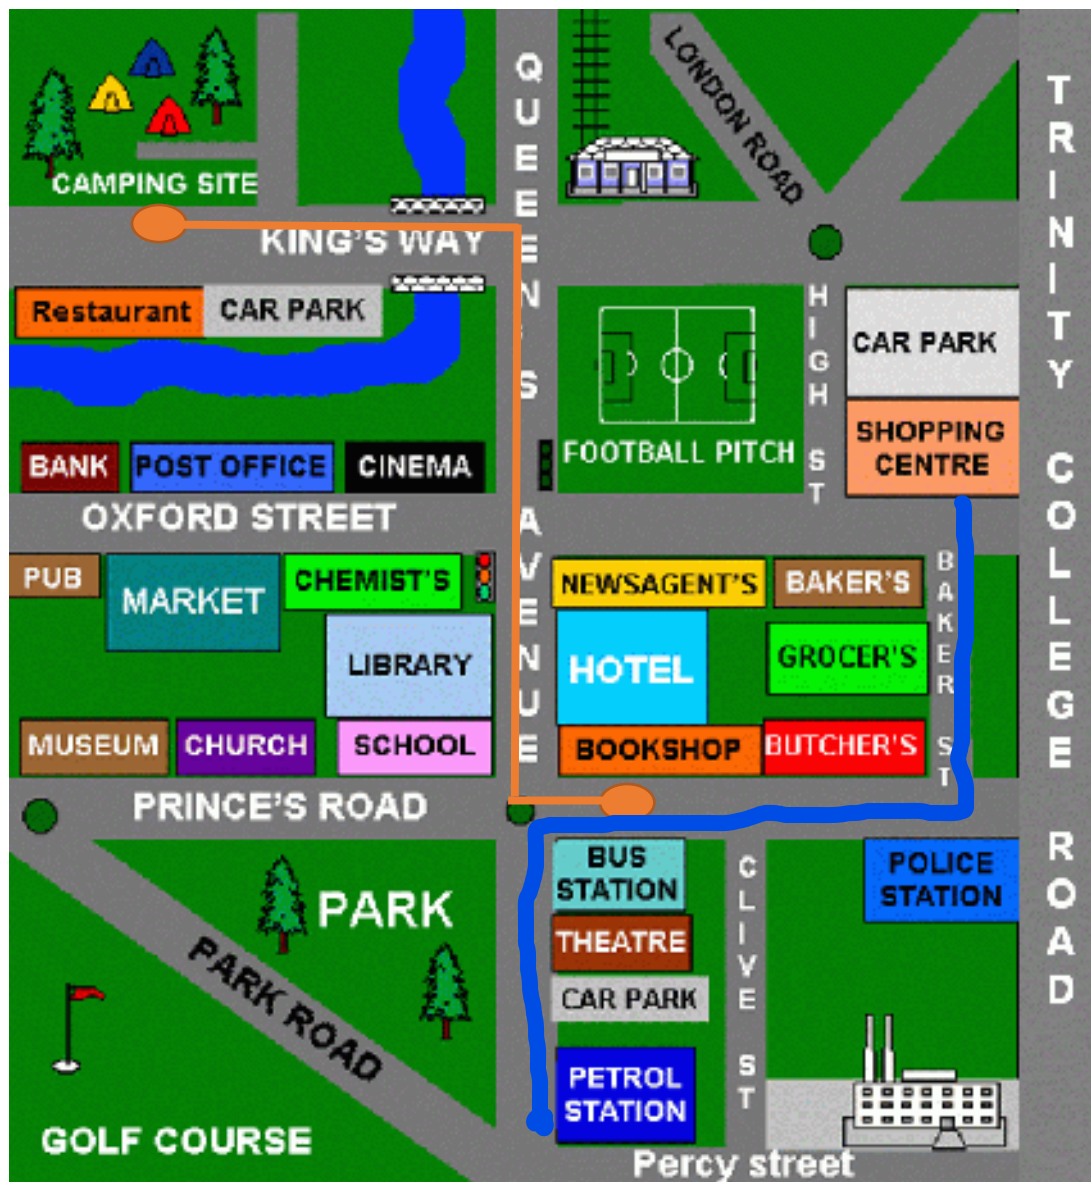 QUEEN'S AVENUE
LONDON ROAD
TRINITY COLLEGE ROAD
CAMPING SITE
KING'S WAY
Restaurant
CAR PARK
HIGH ST
CAR PARK
FOOTBALL PITCH
SHOPPING
CENTRE
BANK
POST OFFICE
CINEMA
OXFORD STREET
PUB
MARKET
CHEMIST'S
NEWSAGENT'S
BAKER'S
BAKER ST
LIBRARY
HOTEL
GROCER'S
MUSEUM
CHURCH
SCHOOL
BOOKSHOP
BUTCHER'S
PRINCE'S ROAD
BUS
STATION
CLIVE ST
POLICE
STATION
PARK
THEATRE
PARK ROAD
CAR PARK
PETROL
STATION
GOLF COURSE
Percy street